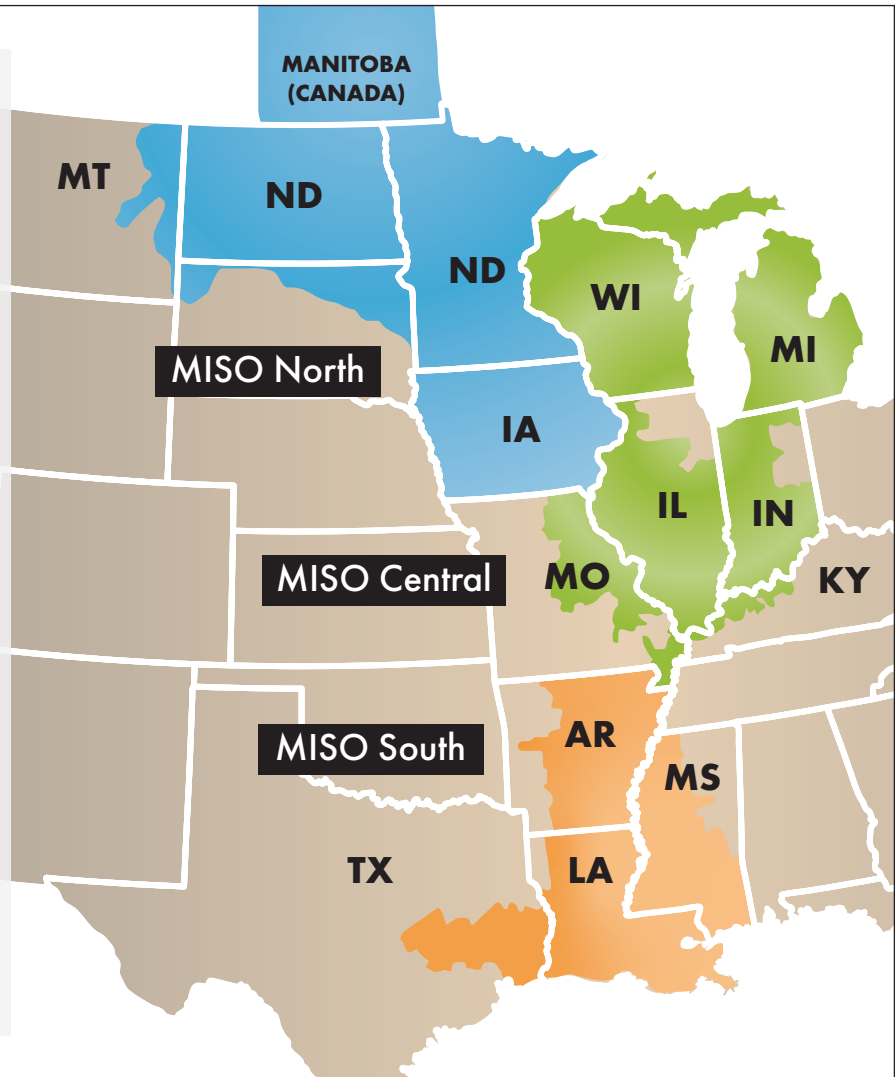 MANITOBA
(CANADA)
MT
ND
ND
WI
MI
MISO North
IA
IL
IN
MISO Central
MO
KY
MISO South
AR
MS
TX
LA